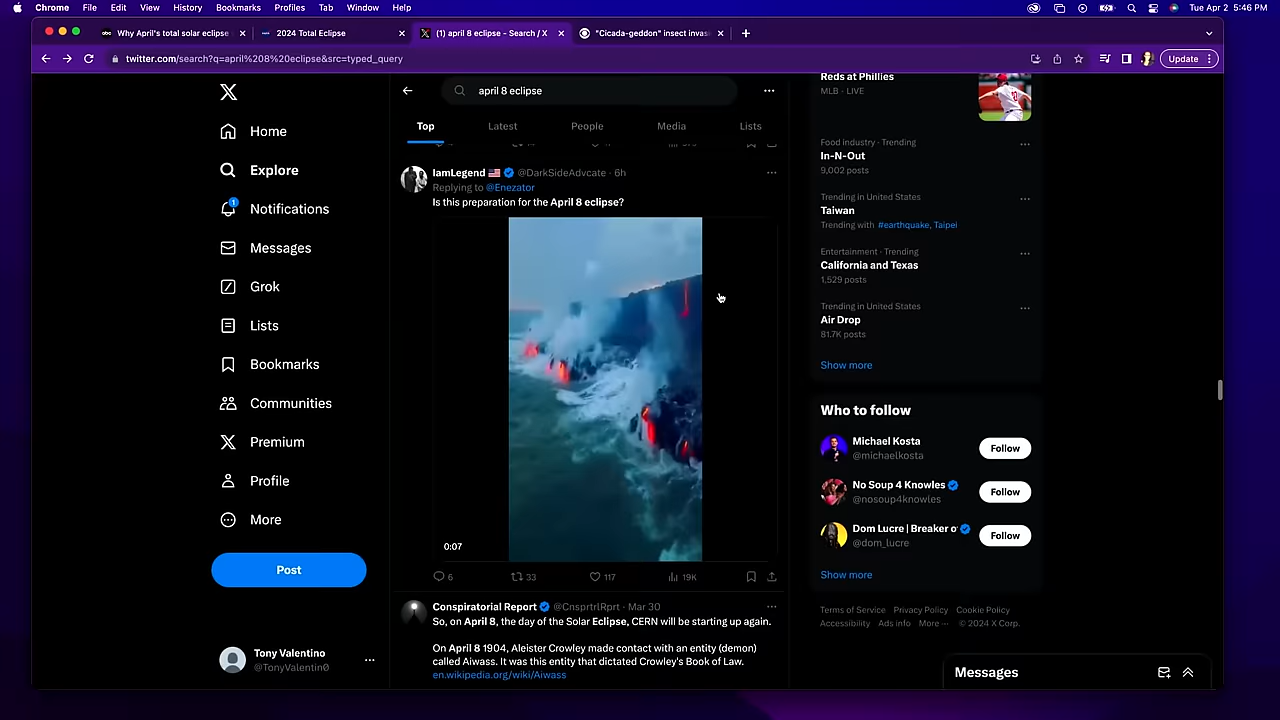 Chrome File Edit View History Bookmarks Profiles Tab Window Help
Tue Apr 2 5:46 PM
abc Why April's total solar eclipse
2024 Total Eclipse
(1) april 8 eclipse - Search / X
"Cicada-geddon" insect invas
twitter.com/search?q=april%208%20eclipse&src=typed_query
Update
Home
Explore
1
Notifications
Messages
Grok
Lists
Bookmarks
Communities
Premium
Profile
More
Post
Tony Valentino
@TonyValentin0
april 8 eclipse
Top Latest People Media Lists
IamLegend @DarkSideAdvcate · 6h
Replying to @Enezator
Is this preparation for the April 8 eclipse?
0:07
6 33 117 19K
Conspiratorial Report @CnsprtrlRprt · Mar 30
So, on April 8, the day of the Solar Eclipse, CERN will be starting up again.
On April 8 1904, Aleister Crowley made contact with an entity (demon)
called Aiwass. It was this entity that dictated Crowley's Book of Law.
en.wikipedia.org/wiki/Aiwass
Reds at Phillies
MLB · LIVE
Food industry · Trending
In-N-Out
9,002 posts
Trending in United States
Taiwan
Trending with #earthquake, Taipei
Entertainment · Trending
California and Texas
1,529 posts
Trending in United States
Air Drop
81.7K posts
Show more
Who to follow
Michael Kosta
@michaelkosta
Follow
No Soup 4 Knowles
@nosoup4knowles
Follow
Dom Lucre | Breaker o
@dom_lucre
Follow
Show more
Terms of Service Privacy Policy Cookie Policy
Accessibility Ads info More ··· © 2024 X Corp.
Messages